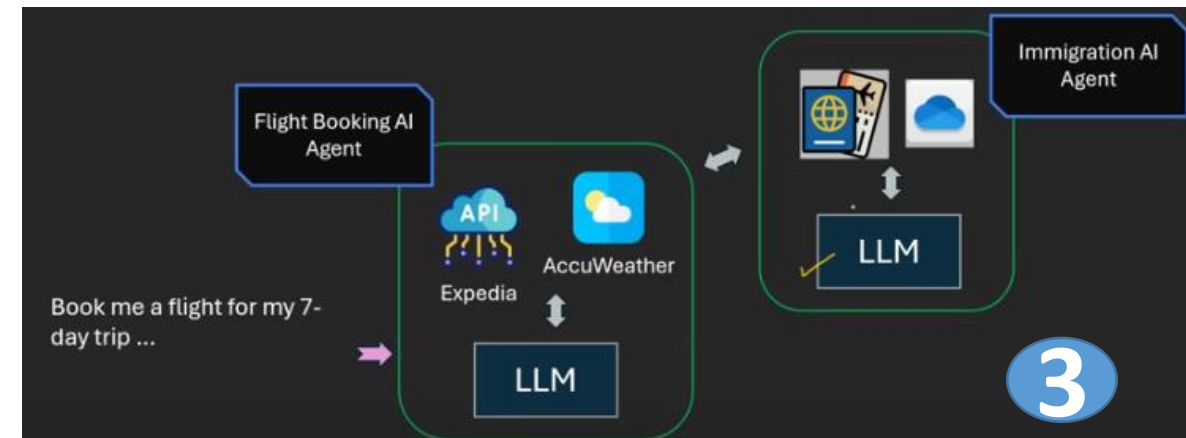 Immigration AI
Agent
Flight Booking AI
Agent
API
AccuWeather
Expedia
LLM
Book me a flight for my 7-
day trip ...
LLM
3